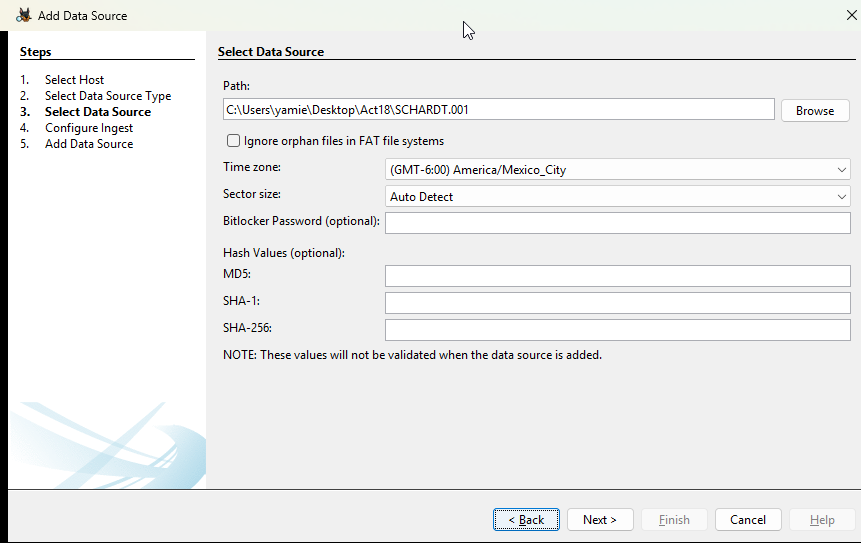 Add Data Source
Steps
1. Select Host
2. Select Data Source Type
3. Select Data Source
4. Configure Ingest
5. Add Data Source
Select Data Source
Path:
C:\Users\yamie\Desktop\Act18\SCHARDT.001
Browse
Ignore orphan files in FAT file systems
Time zone: (GMT-6:00) America/Mexico_City
Sector size: Auto Detect
Bitlocker Password (optional):
Hash Values (optional):
MD5:
SHA-1:
SHA-256:
NOTE: These values will not be validated when the data source is added.
< Back Next > Finish Cancel Help